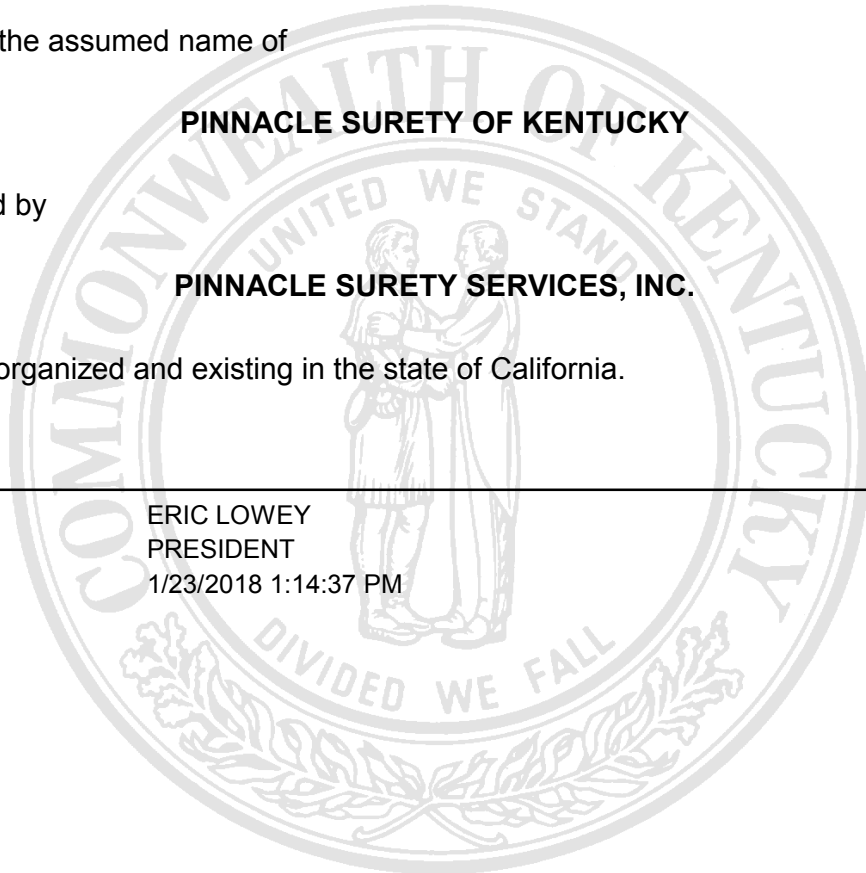 the assumed name of
PINNACLE SURETY OF KENTUCKY
d by
PINNACLE SURETY SERVICES, INC.
organized and existing in the state of California.
ERIC LOWEY
PRESIDENT
1/23/2018 1:14:37 PM
COMMONWEALTH OF KENTUCKY
UNITED WE STAND
DIVIDED WE FALL